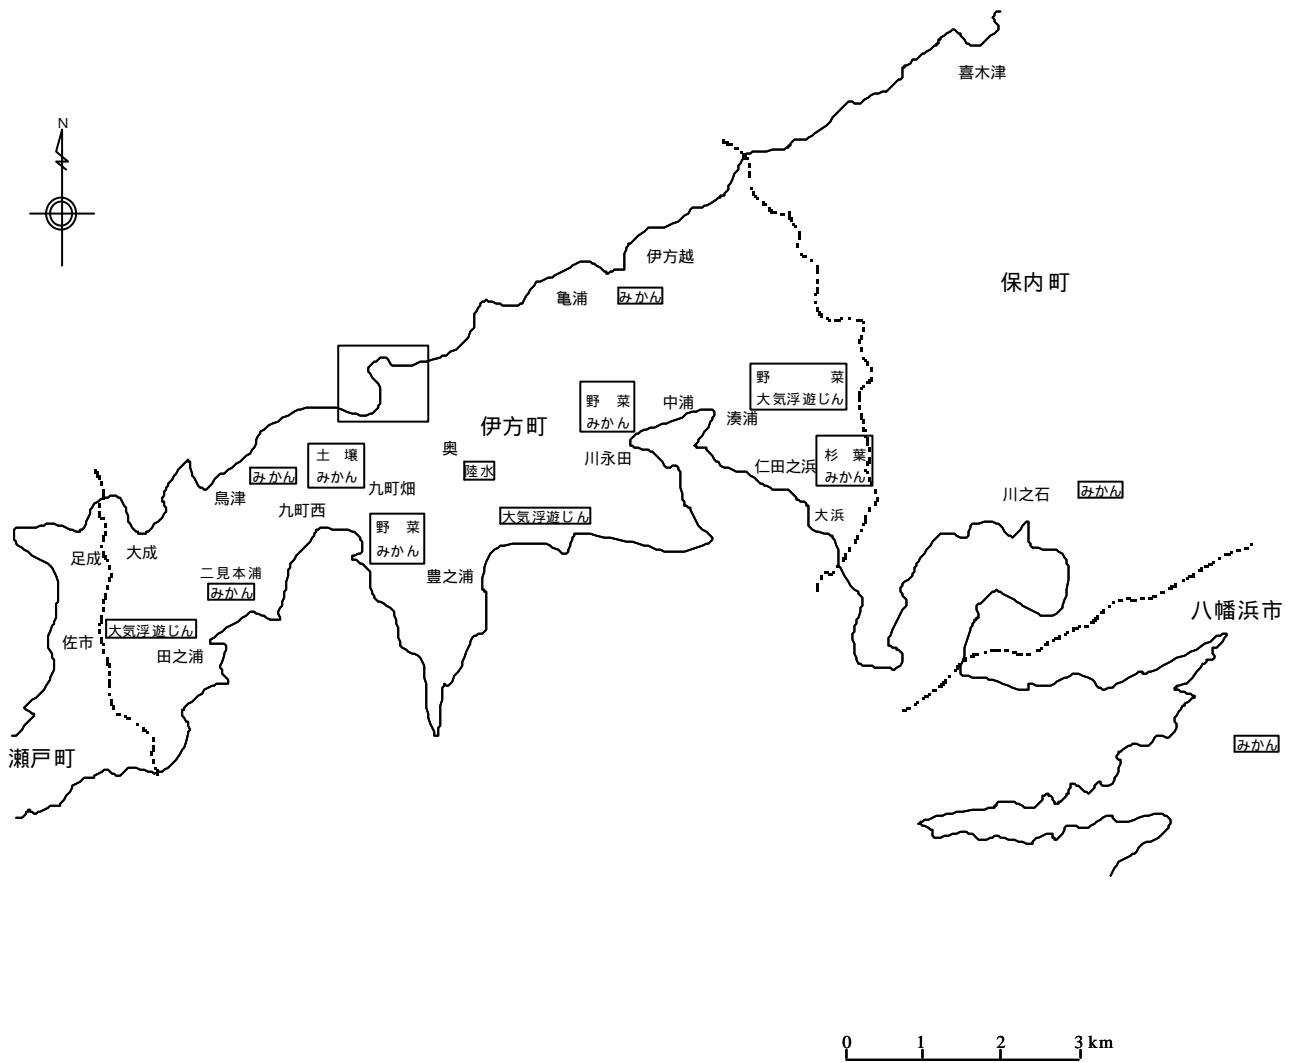 喜木津
N
伊方越
保内町
亀浦
みかん
野菜
大気浮遊じん
野菜
みかん
中浦
湊浦
伊方町
奥
陸水
川永田
土壌
みかん
仁田之浜
杉葉
みかん
みかん
鳥津
九町畑
九町西
川之石
みかん
大気浮遊じん
大浜
野菜
みかん
足成
大成
二見本浦
みかん
豊之浦
八幡浜市
佐市
大気浮遊じん
田之浦
瀬戸町
みかん
0 1 2 3 km